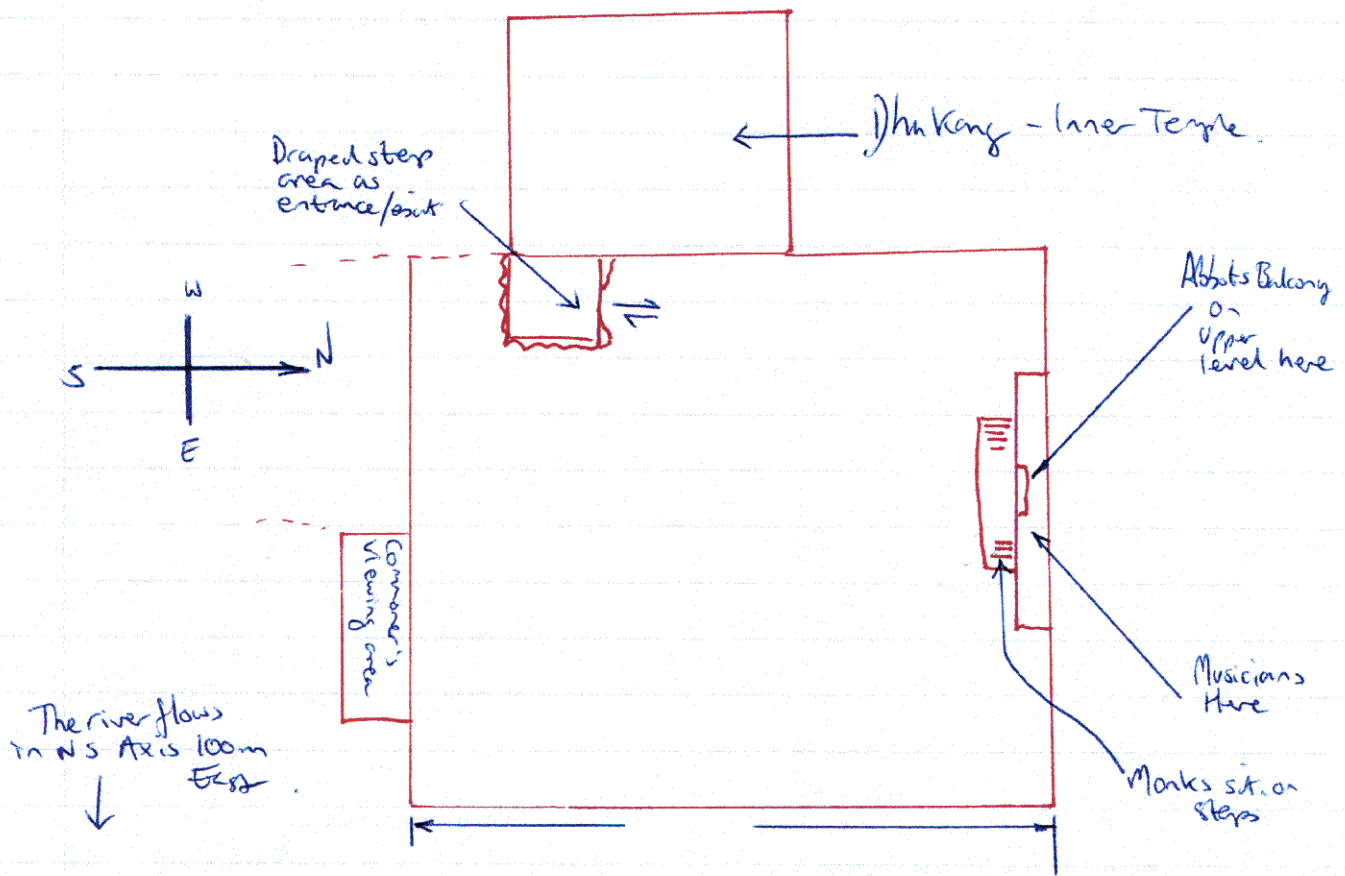 Dhu Kang - Inner Temple.
Draped step
area as
entrance/exit
Abbots Balcony
on
upper
level here
W
S
N
E
Commoner's
viewing area
Musicians
Here
The river flows
in NS Axis 100m
East.
Monks sit on
steps